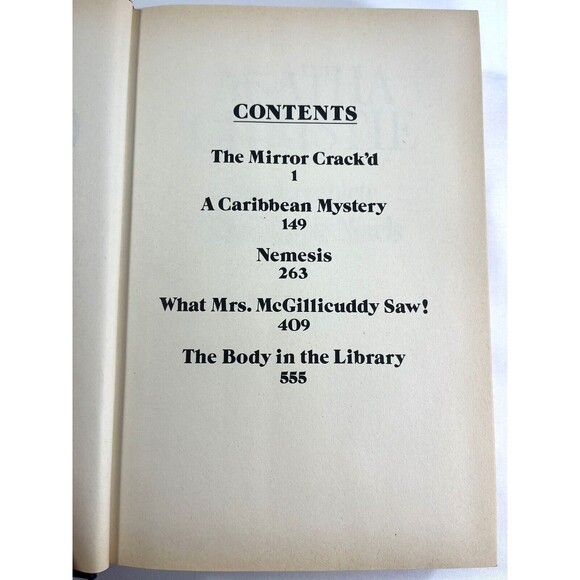 CONTENTS
The Mirror Crack'd
1
A Caribbean Mystery
149
Nemesis
263
What Mrs. McGillicuddy Saw!
409
The Body in the Library
555